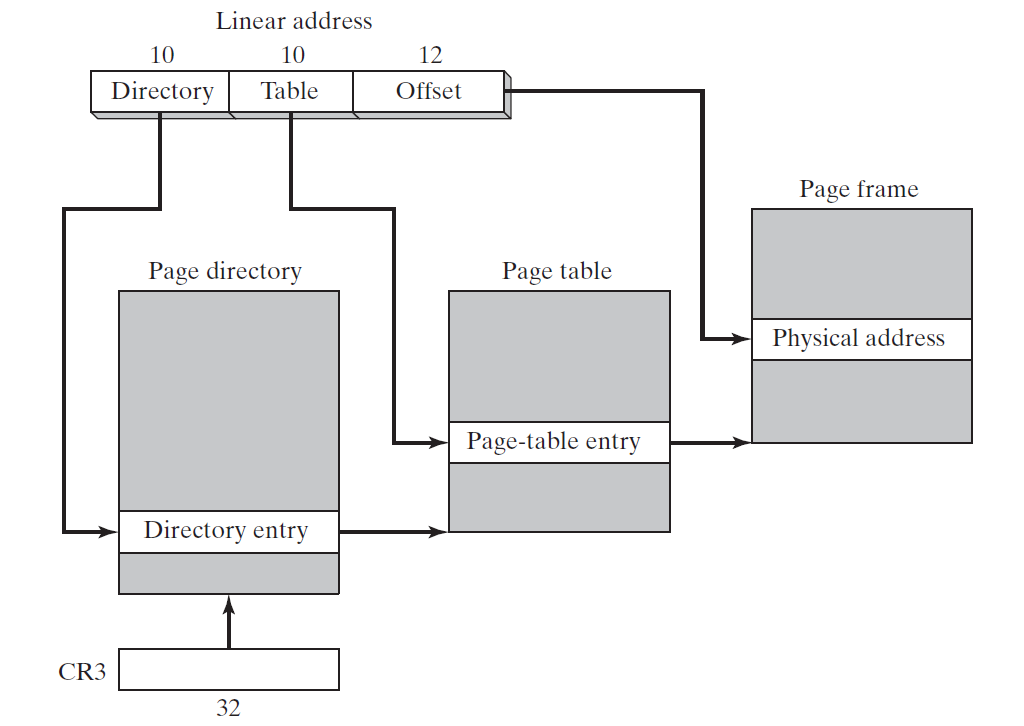 Linear address
10 10 12
Directory Table Offset
Page frame
Physical address
Page directory
Page table
Page-table entry
Directory entry
CR3
32